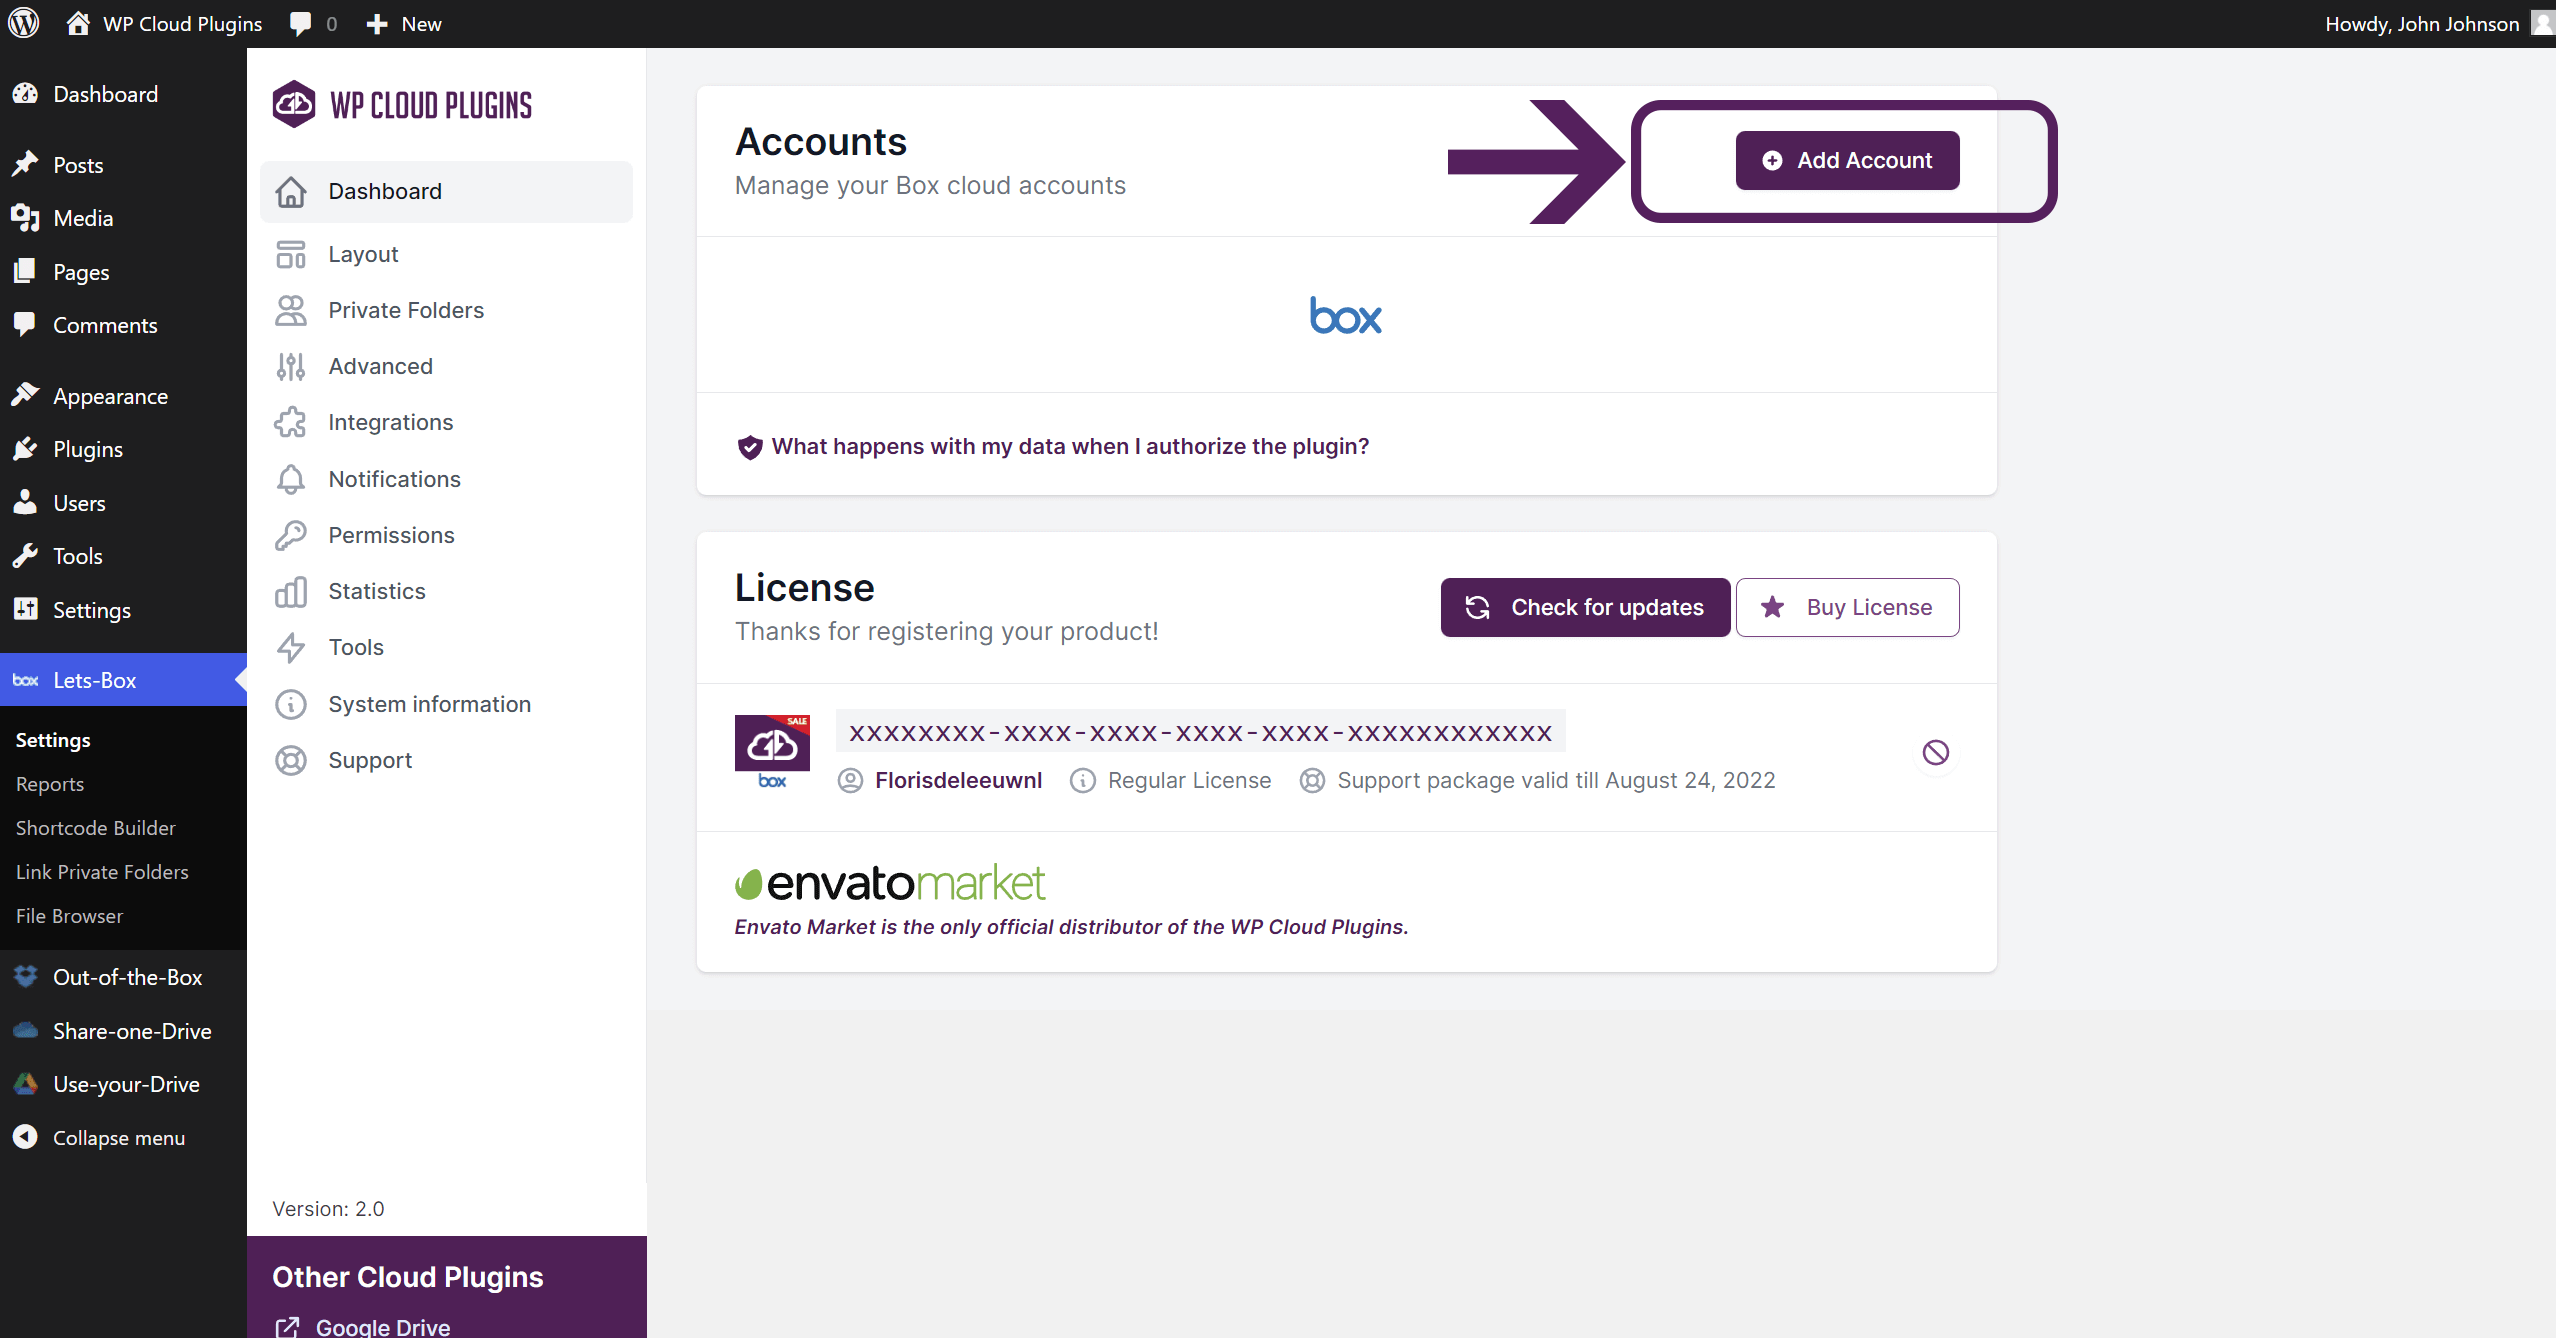 WP Cloud Plugins
0
New
Howdy, John Johnson
Dashboard
Posts
Media
Pages
Comments
Appearance
Plugins
Users
Tools
Settings
box Lets-Box
Settings
Reports
Shortcode Builder
Link Private Folders
File Browser
Out-of-the-Box
Share-one-Drive
Use-your-Drive
Collapse menu
WP CLOUD PLUGINS
Dashboard
Layout
Private Folders
Advanced
Integrations
Notifications
Permissions
Statistics
Tools
System information
Support
Version: 2.0
Other Cloud Plugins
Google Drive
Accounts
Manage your Box cloud accounts
Add Account
box
What happens with my data when I authorize the plugin?
License
Thanks for registering your product!
Check for updates
Buy License
SALE
box
xxxxxxxx-xxxx-xxxx-xxxx-xxxx-xxxxxxxxxxxx
Florisdeleeuwnl
Regular License
Support package valid till August 24, 2022
envatomarket
Envato Market is the only official distributor of the WP Cloud Plugins.